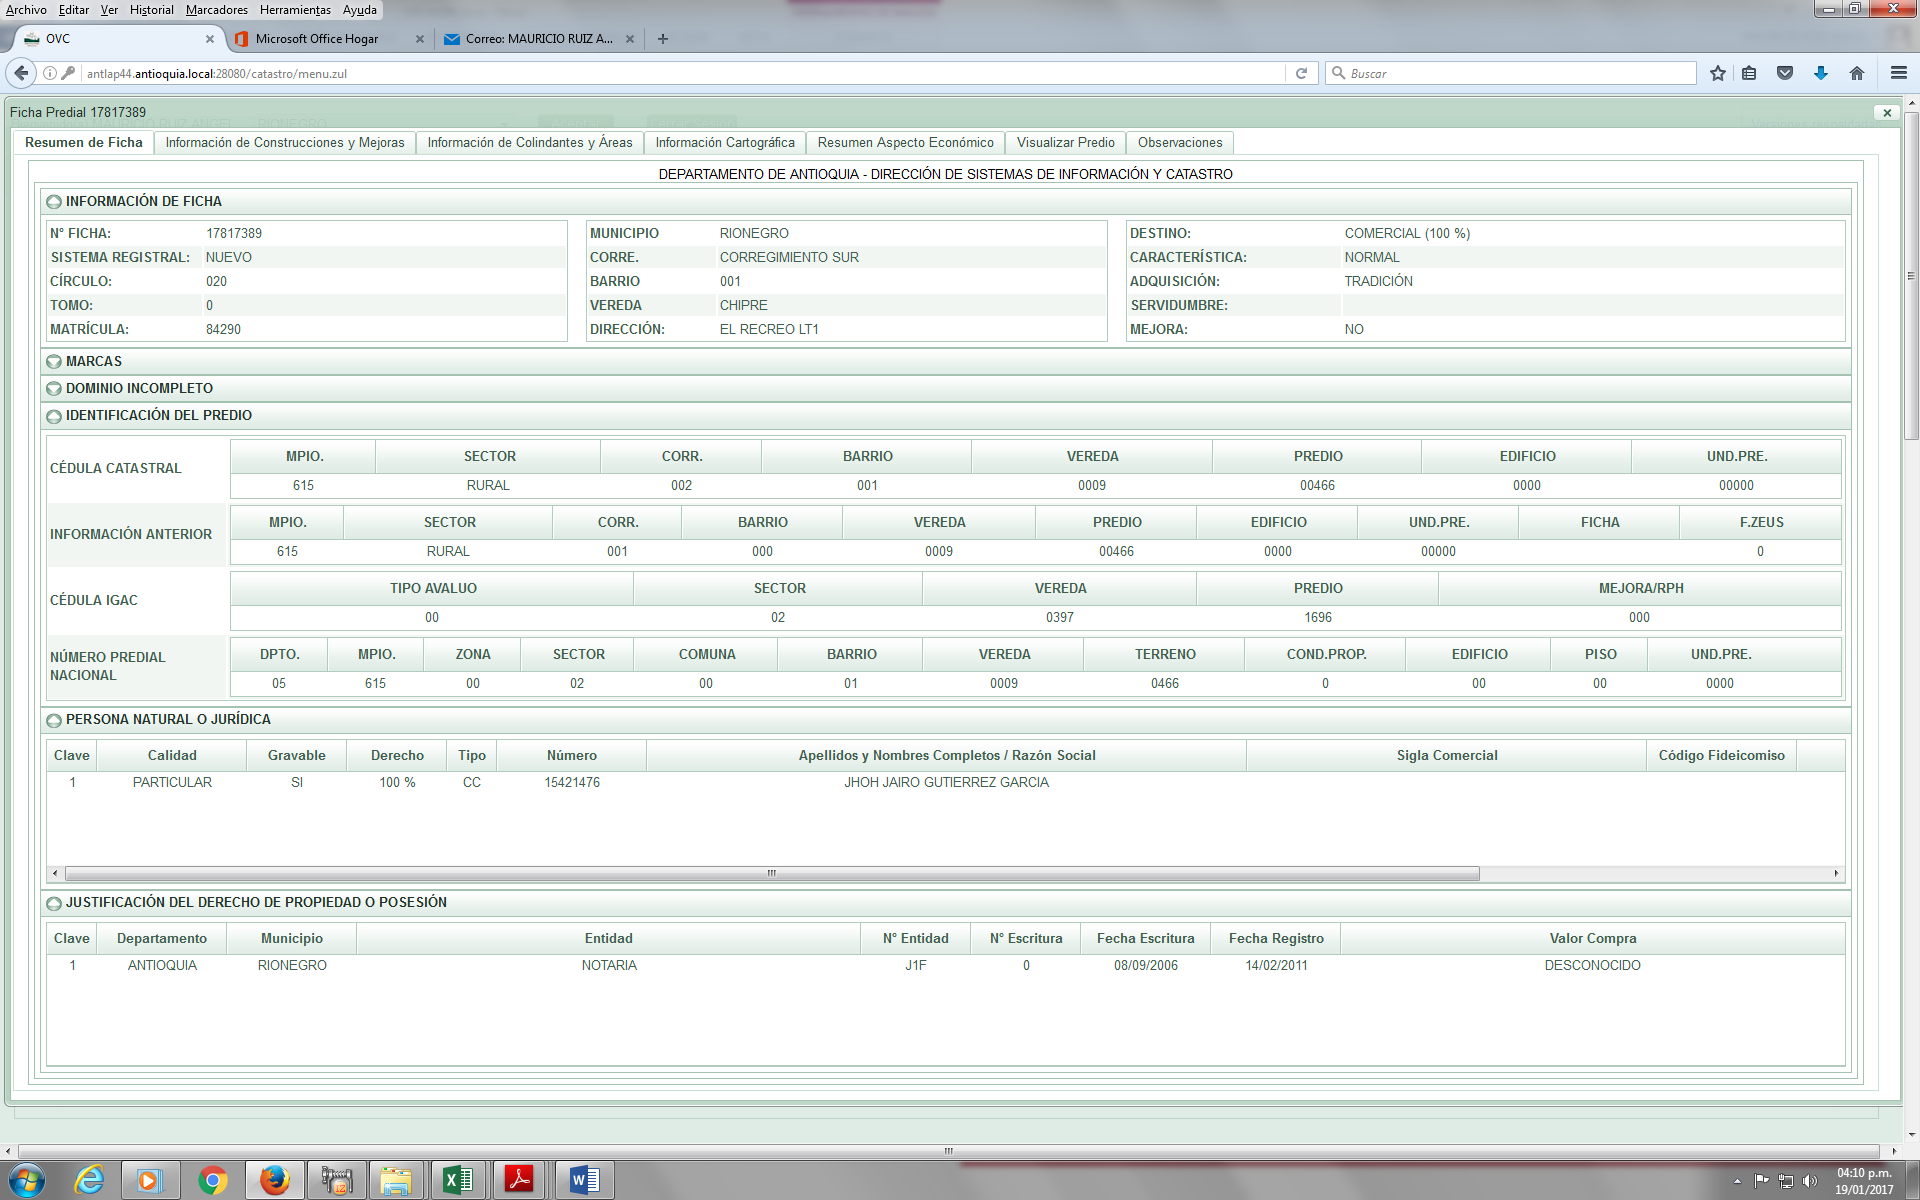 Archivo Editar Ver Historial Marcadores Herramientas Ayuda
OVC
Microsoft Office Hogar
Correo: MAURICIO RUIZ A...
antlap44.antioquia.local:28080/catastro/menu.zul
Buscar
Ficha Predial 17817389
Resumen de Ficha Información de Construcciones y Mejoras Información de Colindantes y Áreas Información Cartográfica Resumen Aspecto Económico Visualizar Predio Observaciones
DEPARTAMENTO DE ANTIOQUIA - DIRECCIÓN DE SISTEMAS DE INFORMACIÓN Y CATASTRO
INFORMACIÓN DE FICHA
N° FICHA: 17817389 MUNICIPIO RIONEGRO DESTINO: COMERCIAL (100 %)
SISTEMA REGISTRAL: NUEVO CORRE. CORREGIMIENTO SUR CARACTERÍSTICA: NORMAL
CÍRCULO: 020 BARRIO 001 ADQUISICIÓN: TRADICIÓN
TOMO: 0 VEREDA CHIPRE SERVIDUMBRE:
MATRÍCULA: 84290 DIRECCIÓN: EL RECREO LT1 MEJORA: NO
MARCAS
DOMINIO INCOMPLETO
IDENTIFICACIÓN DEL PREDIO
CÉDULA CATASTRAL
MPIO. SECTOR CORR. BARRIO VEREDA PREDIO EDIFICIO UND.PRE.
615 RURAL 002 001 0009 00466 0000 00000
INFORMACIÓN ANTERIOR
MPIO. SECTOR CORR. BARRIO VEREDA PREDIO EDIFICIO UND.PRE. FICHA F.ZEUS
615 RURAL 001 000 0009 00466 0000 00000 0
CÉDULA IGAC
TIPO AVALUO SECTOR VEREDA PREDIO MEJORA/RPH
00 02 0397 1696 000
NÚMERO PREDIAL
NACIONAL
DPTO. MPIO. ZONA SECTOR COMUNA BARRIO VEREDA TERRENO COND.PROP. EDIFICIO PISO UND.PRE.
05 615 00 02 00 01 0009 0466 0 00 00 0000
PERSONA NATURAL O JURÍDICA
Clave Calidad Gravable Derecho Tipo Número Apellidos y Nombres Completos / Razón Social Sigla Comercial Código Fideicomiso
1 PARTICULAR SI 100 % CC 15421476 JHOH JAIRO GUTIERREZ GARCIA
JUSTIFICACIÓN DEL DERECHO DE PROPIEDAD O POSESIÓN
Clave Departamento Municipio Entidad N° Entidad N° Escritura Fecha Escritura Fecha Registro Valor Compra
1 ANTIOQUIA RIONEGRO NOTARIA J1F 0 08/09/2006 14/02/2011 DESCONOCIDO
04:10 p.m.
19/01/2017